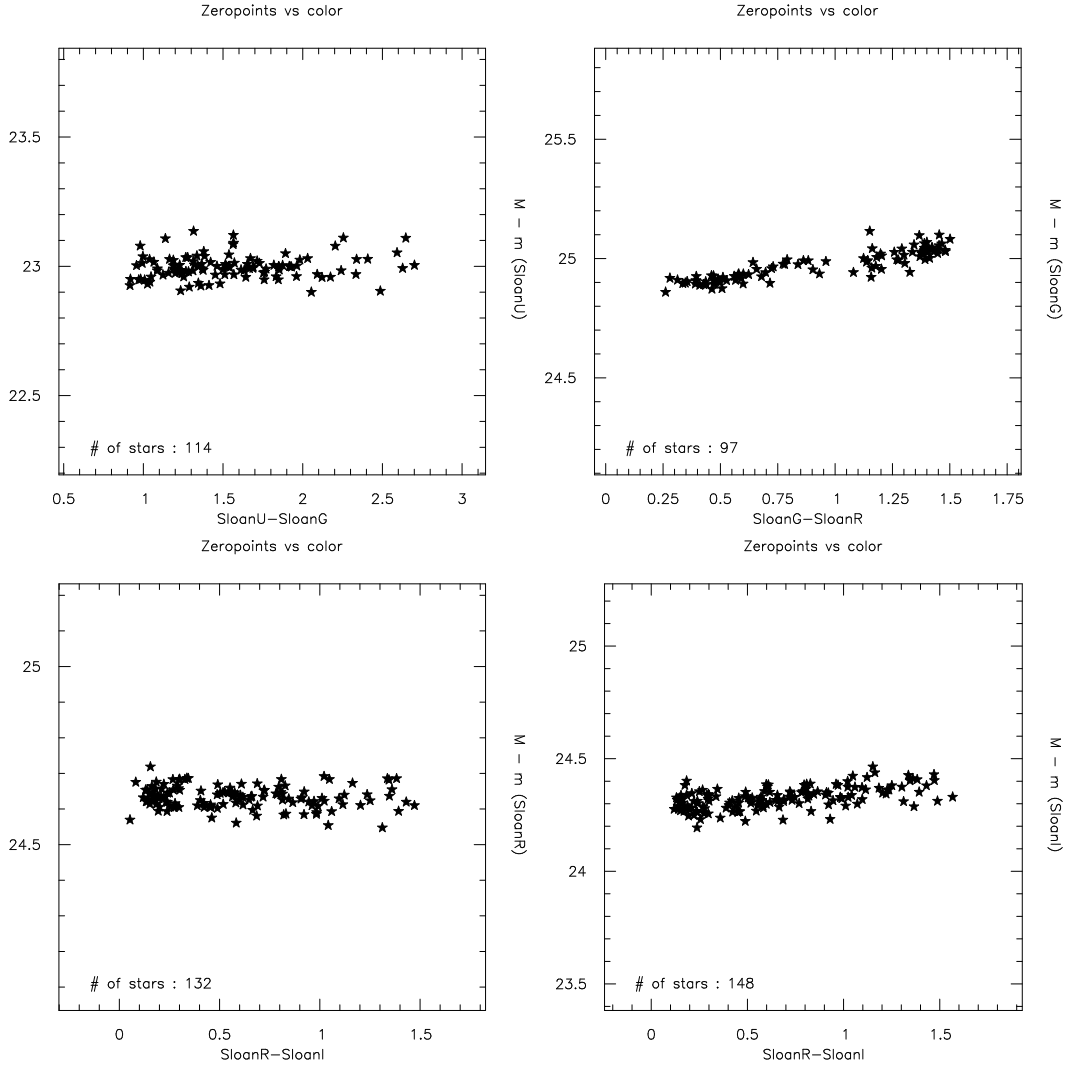 Zeropoints vs color
23.5
23
22.5
M − m (SloanU)
# of stars : 114
0.5 1 1.5 2 2.5 3
SloanU−SloanG
Zeropoints vs color
25.5
25
24.5
M − m (SloanG)
# of stars : 97
0 0.25 0.5 0.75 1 1.25 1.5 1.75
SloanG−SloanR
Zeropoints vs color
25
24.5
M − m (SloanR)
# of stars : 132
0 0.5 1 1.5
SloanR−SloanI
Zeropoints vs color
25
24.5
24
23.5
M − m (SloanI)
# of stars : 148
0 0.5 1 1.5
SloanR−SloanI